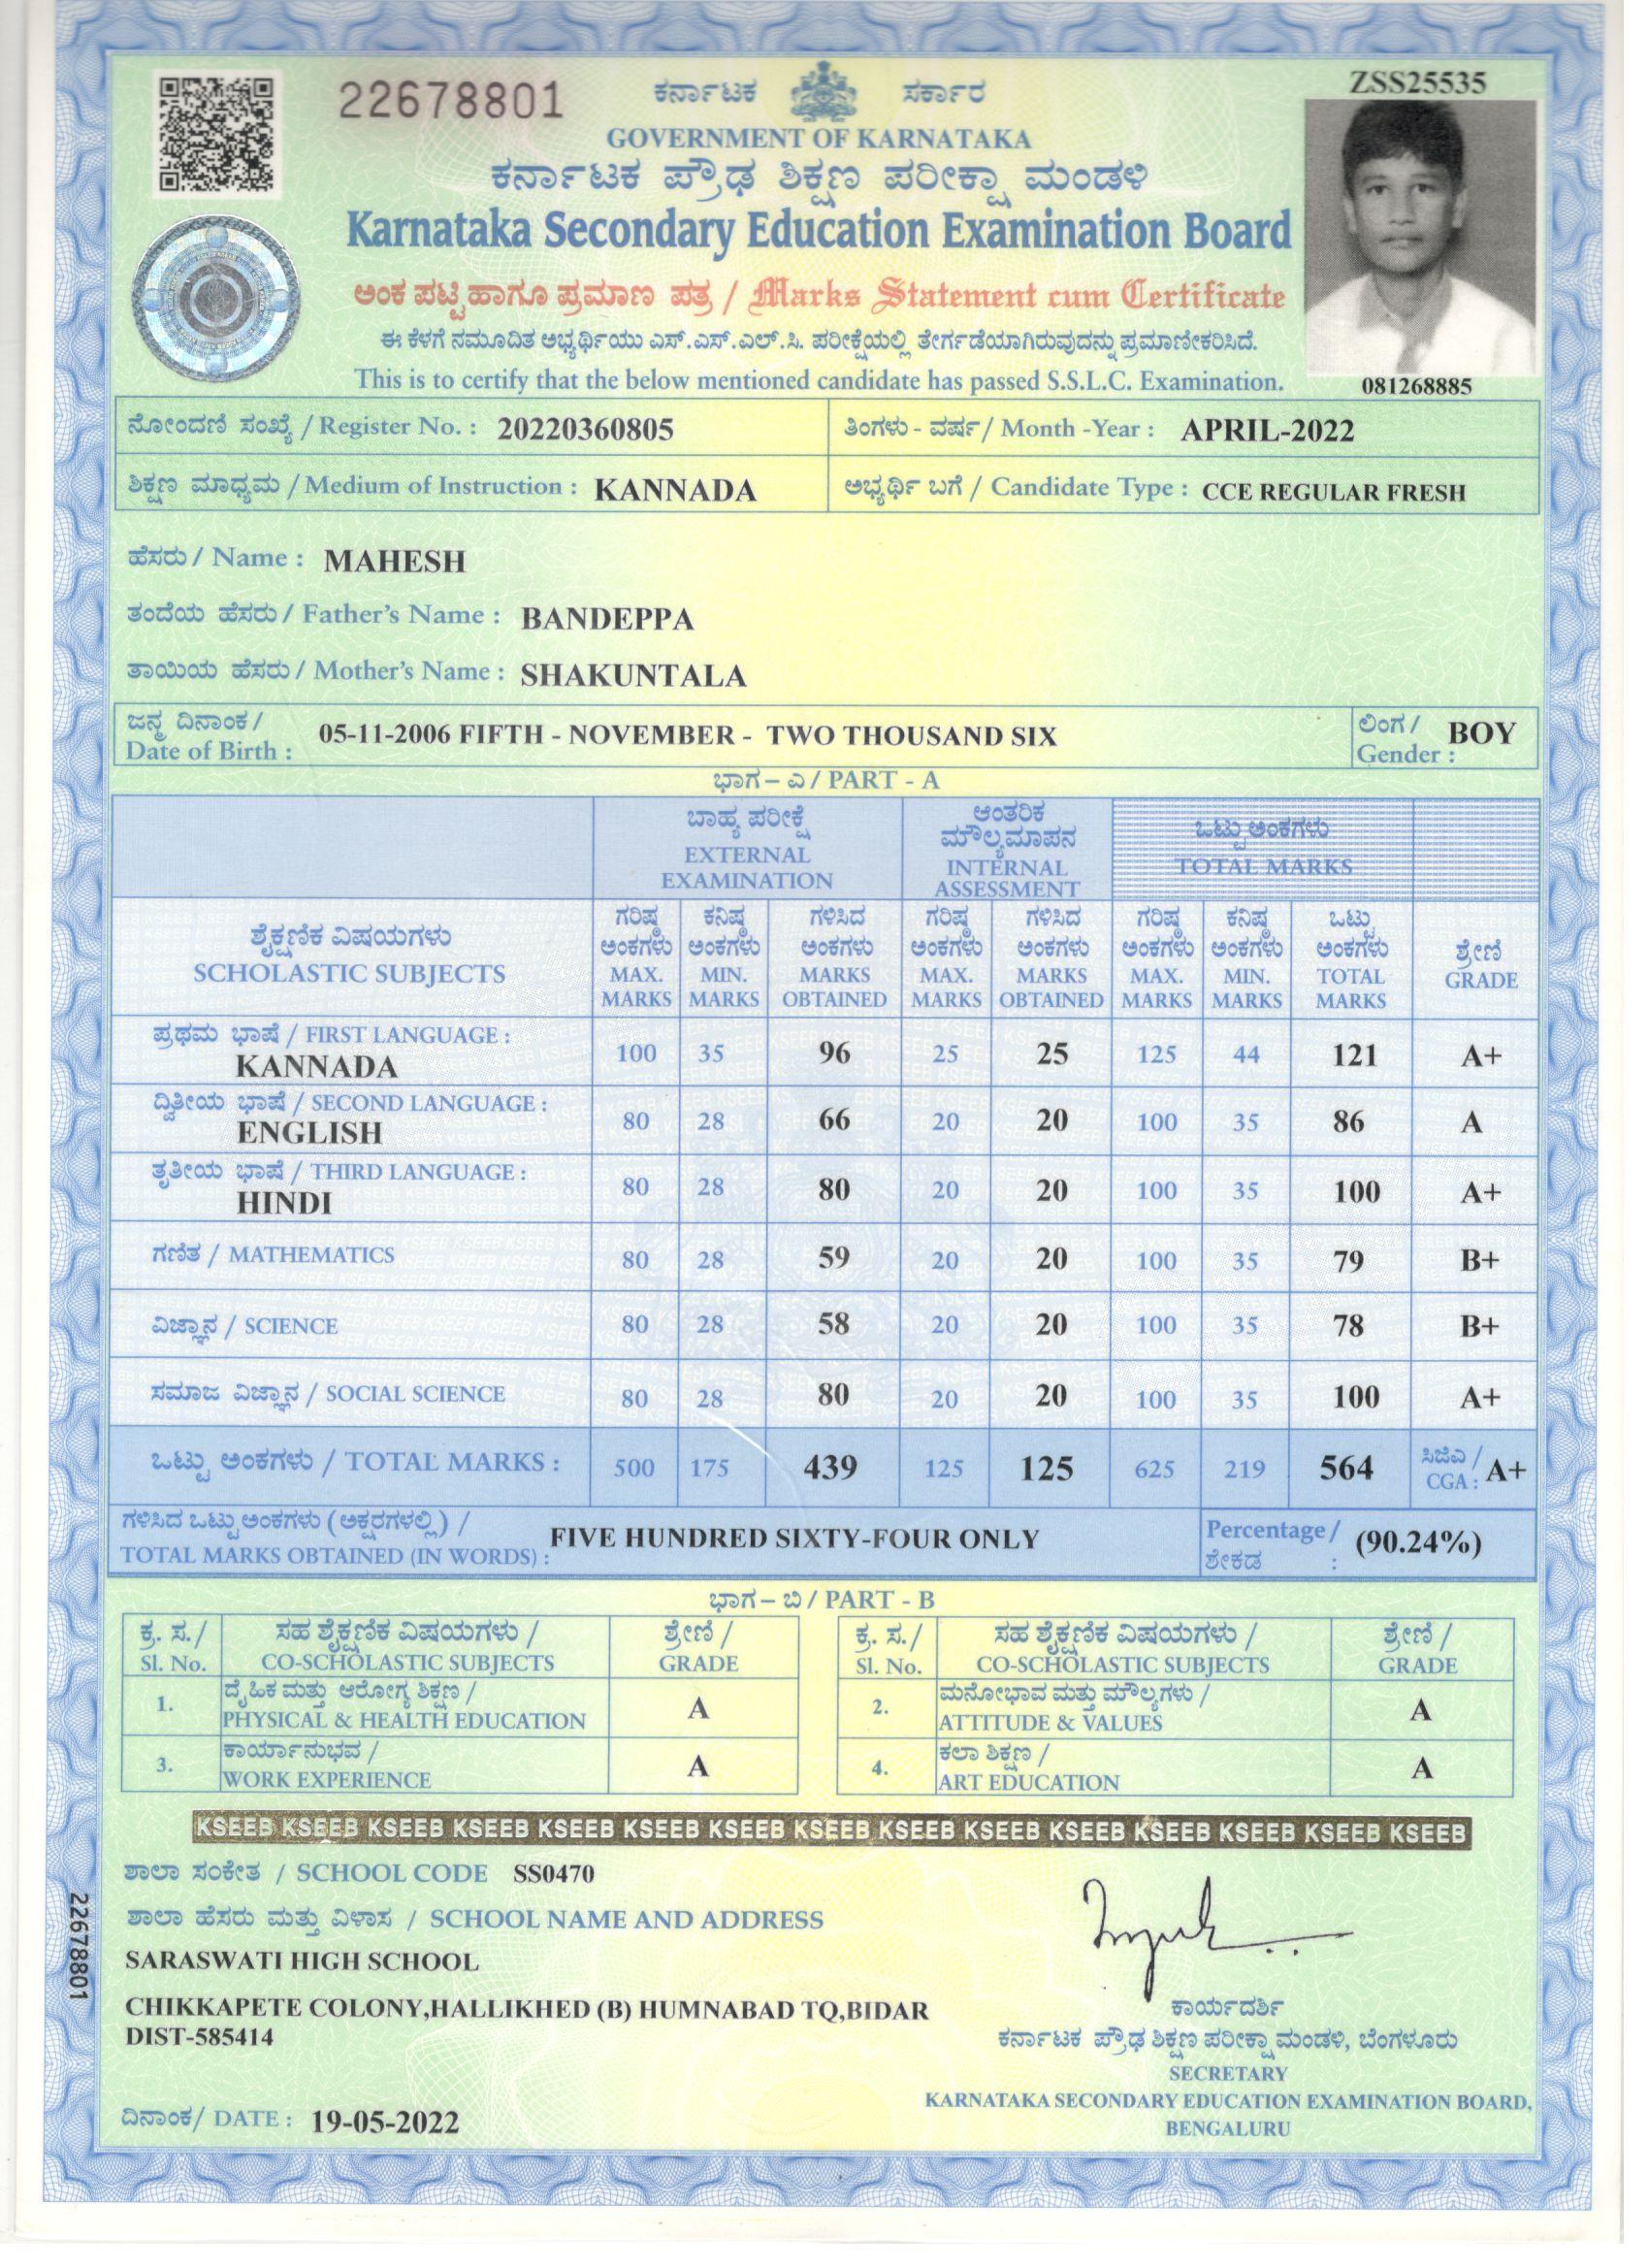 22678801
ಕರ್ನಾಟಕ ಸರ್ಕಾರ
ZSS25535
GOVERNMENT OF KARNATAKA
ಕರ್ನಾಟಕ ಪ್ರೌಢ ಶಿಕ್ಷಣ ಪರೀಕ್ಷಾ ಮಂಡಳಿ
Karnataka Secondary Education Examination Board
ಅಂಕ ಪಟ್ಟಿ ಹಾಗೂ ಪ್ರಮಾಣ ಪತ್ರ / Marks Statement cum Certificate
ಈ ಕೆಳಗೆ ನಮೂದಿತ ಅಭ್ಯರ್ಥಿಯು ಎಸ್.ಎಸ್.ಎಲ್.ಸಿ. ಪರೀಕ್ಷೆಯಲ್ಲಿ ತೇರ್ಗಡೆಯಾಗಿರುವುದನ್ನು ಪ್ರಮಾಣೀಕರಿಸಿದೆ.
This is to certify that the below mentioned candidate has passed S.S.L.C. Examination.
081268885
ನೋಂದಣಿ ಸಂಖ್ಯೆ / Register No. : 20220360805 ತಿಂಗಳು - ವರ್ಷ / Month -Year : APRIL-2022
ಶಿಕ್ಷಣ ಮಾಧ್ಯಮ / Medium of Instruction : KANNADA ಅಭ್ಯರ್ಥಿ ಬಗೆ / Candidate Type : CCE REGULAR FRESH
ಹೆಸರು / Name : MAHESH
ತಂದೆಯ ಹೆಸರು / Father's Name : BANDEPPA
ತಾಯಿಯ ಹೆಸರು / Mother's Name : SHAKUNTALA
ಜನ್ಮ ದಿನಾಂಕ /
Date of Birth : 05-11-2006 FIFTH - NOVEMBER - TWO THOUSAND SIX
ಲಿಂಗ /
Gender : BOY
ಭಾಗ – ಎ / PART - A
ಬಾಹ್ಯ ಪರೀಕ್ಷೆ
EXTERNAL
EXAMINATION
ಆಂತರಿಕ
ಮೌಲ್ಯಮಾಪನ
INTERNAL
ASSESSMENT
ಒಟ್ಟು ಅಂಕಗಳು
TOTAL MARKS
ಶೈಕ್ಷಣಿಕ ವಿಷಯಗಳು
SCHOLASTIC SUBJECTS
ಗರಿಷ್ಠ ಕನಿಷ್ಠ ಗಳಿಸಿದ ಗರಿಷ್ಠ ಗಳಿಸಿದ ಗರಿಷ್ಠ ಕನಿಷ್ಠ ಒಟ್ಟು
ಅಂಕಗಳು ಅಂಕಗಳು ಅಂಕಗಳು ಅಂಕಗಳು ಅಂಕಗಳು ಅಂಕಗಳು ಅಂಕಗಳು ಅಂಕಗಳು ಶ್ರೇಣಿ
MAX. MIN. MARKS MAX. MARKS MAX. MIN. TOTAL GRADE
MARKS MARKS OBTAINED MARKS OBTAINED MARKS MARKS MARKS
ಪ್ರಥಮ ಭಾಷೆ / FIRST LANGUAGE :
KANNADA 100 35 96 25 25 125 44 121 A+
ದ್ವಿತೀಯ ಭಾಷೆ / SECOND LANGUAGE :
ENGLISH 80 28 66 20 20 100 35 86 A
ತೃತೀಯ ಭಾಷೆ / THIRD LANGUAGE :
HINDI 80 28 80 20 20 100 35 100 A+
ಗಣಿತ / MATHEMATICS 80 28 59 20 20 100 35 79 B+
ವಿಜ್ಞಾನ / SCIENCE 80 28 58 20 20 100 35 78 B+
ಸಮಾಜ ವಿಜ್ಞಾನ / SOCIAL SCIENCE 80 28 80 20 20 100 35 100 A+
ಒಟ್ಟು ಅಂಕಗಳು / TOTAL MARKS : 500 175 439 125 125 625 219 564 ಸಿಜಿಎ / CGA : A+
ಗಳಿಸಿದ ಒಟ್ಟು ಅಂಕಗಳು (ಅಕ್ಷರಗಳಲ್ಲಿ) /
TOTAL MARKS OBTAINED (IN WORDS) : FIVE HUNDRED SIXTY-FOUR ONLY
Percentage /
ಶೇಕಡ : (90.24%)
ಭಾಗ – ಬಿ / PART - B
ಕ್ರ. ಸ. / ಸಹ ಶೈಕ್ಷಣಿಕ ವಿಷಯಗಳು / ಶ್ರೇಣಿ / ಕ್ರ. ಸ. / ಸಹ ಶೈಕ್ಷಣಿಕ ವಿಷಯಗಳು / ಶ್ರೇಣಿ /
Sl. No. CO-SCHOLASTIC SUBJECTS GRADE Sl. No. CO-SCHOLASTIC SUBJECTS GRADE
1. ದೈಹಿಕ ಮತ್ತು ಆರೋಗ್ಯ ಶಿಕ್ಷಣ /
PHYSICAL & HEALTH EDUCATION A
2. ಮನೋಭಾವ ಮತ್ತು ಮೌಲ್ಯಗಳು /
ATTITUDE & VALUES A
3. ಕಾರ್ಯಾನುಭವ /
WORK EXPERIENCE A
4. ಕಲಾ ಶಿಕ್ಷಣ /
ART EDUCATION A
KSEEB KSEEB KSEEB KSEEB KSEEB KSEEB KSEEB KSEEB KSEEB KSEEB KSEEB KSEEB KSEEB KSEEB KSEEB
ಶಾಲಾ ಸಂಕೇತ / SCHOOL CODE SS0470
ಶಾಲಾ ಹೆಸರು ಮತ್ತು ವಿಳಾಸ / SCHOOL NAME AND ADDRESS
SARASWATI HIGH SCHOOL
CHIKKAPETE COLONY,HALLIKHED (B) HUMNABAD TQ,BIDAR
DIST-585414
22678801
ಕಾರ್ಯದರ್ಶಿ
ಕರ್ನಾಟಕ ಪ್ರೌಢ ಶಿಕ್ಷಣ ಪರೀಕ್ಷಾ ಮಂಡಳಿ, ಬೆಂಗಳೂರು
SECRETARY
KARNATAKA SECONDARY EDUCATION EXAMINATION BOARD,
BENGALURU
ದಿನಾಂಕ/ DATE : 19-05-2022